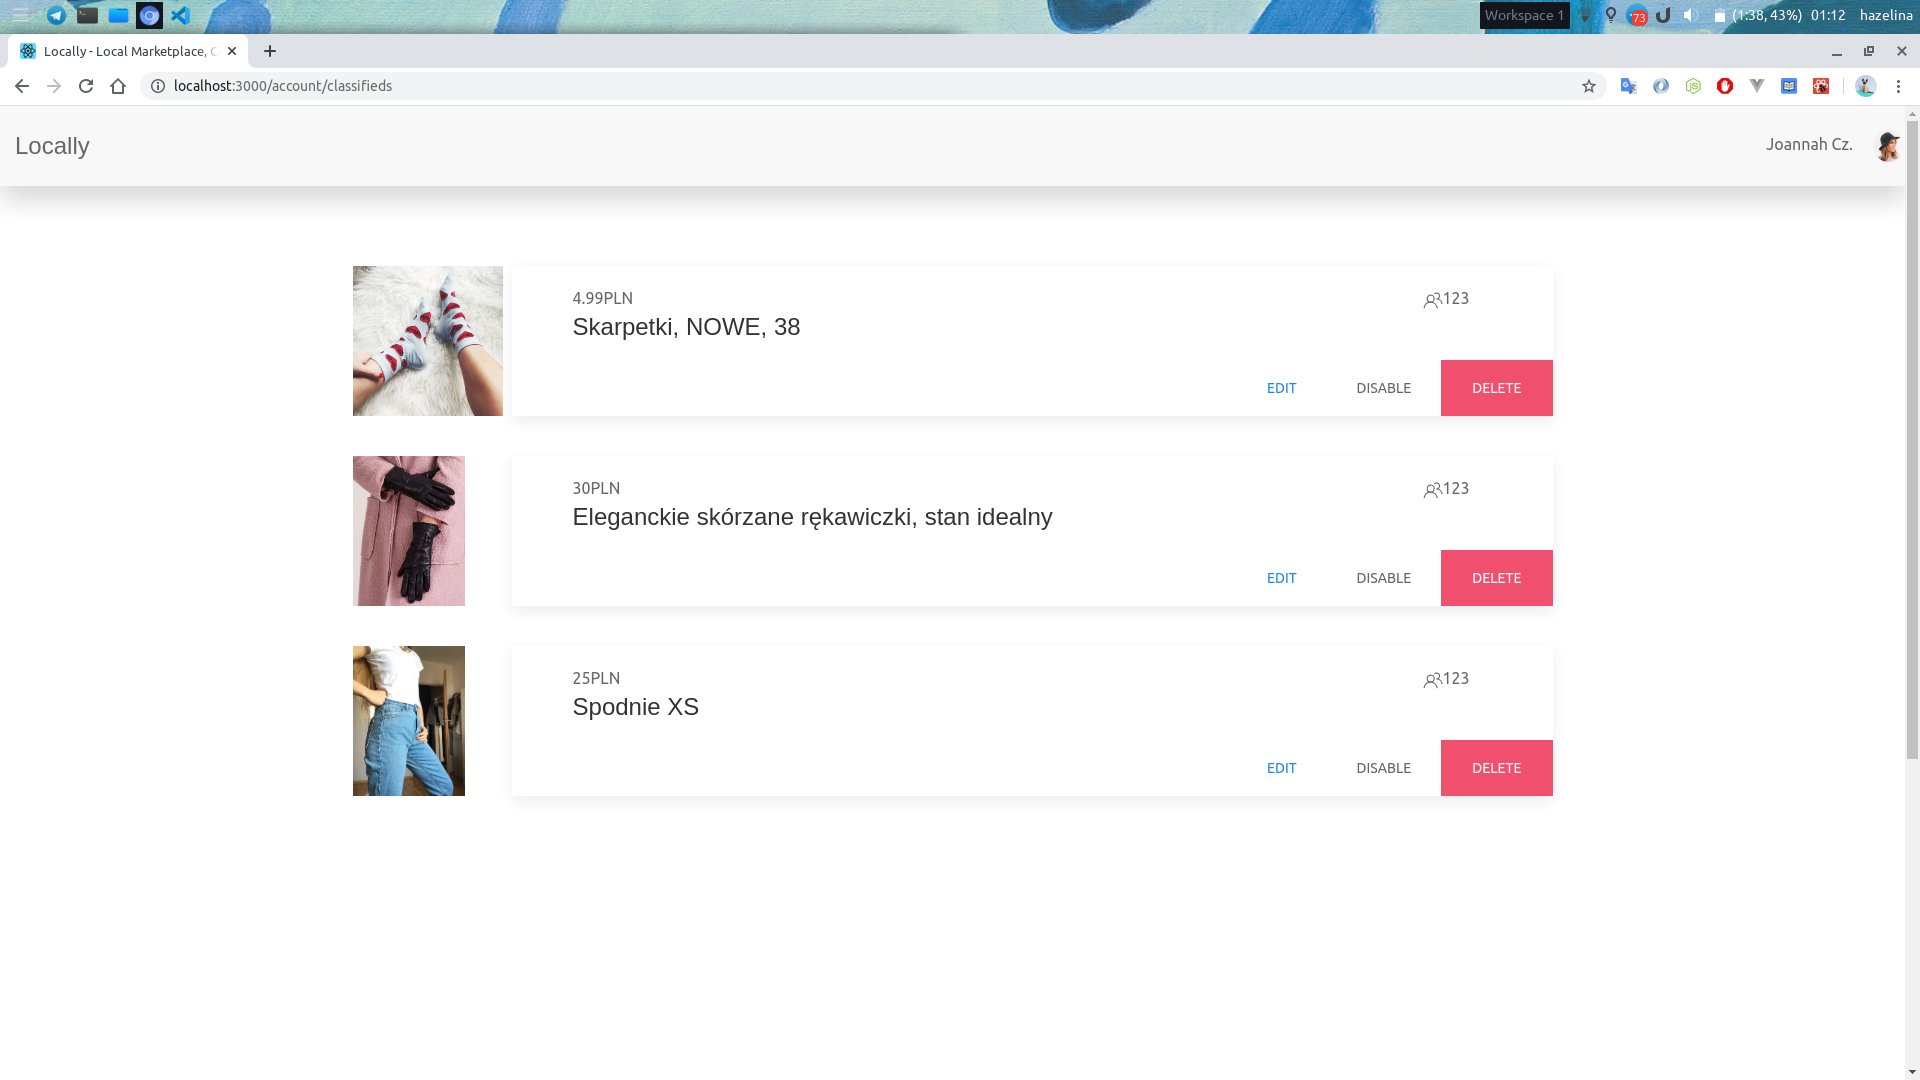 Workspace 1
73
(1:38, 43%)
01:12
hazelina
Locally - Local Marketplace,
localhost:3000/account/classifieds
Locally
Joannah Cz.
4.99PLN
123
Skarpetki, NOWE, 38
EDIT
DISABLE
DELETE
30PLN
123
Eleganckie skórzane rękawiczki, stan idealny
EDIT
DISABLE
DELETE
25PLN
123
Spodnie XS
EDIT
DISABLE
DELETE